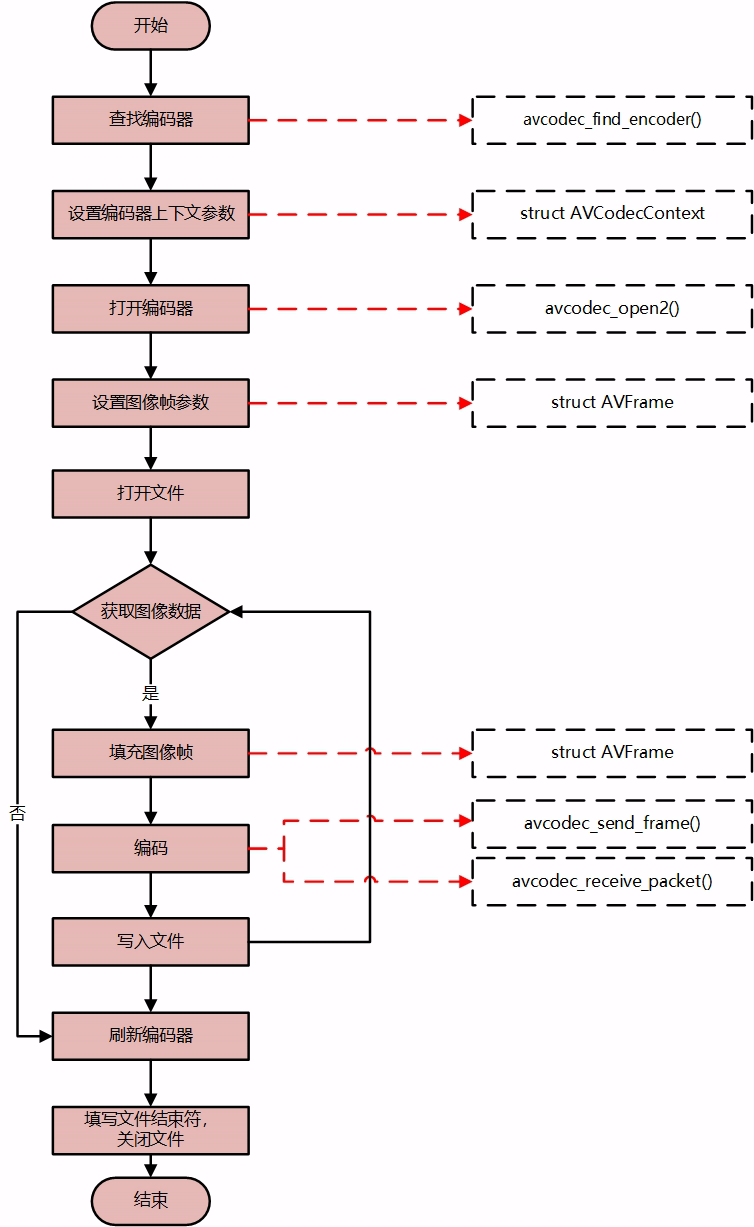 开始
查找编码器
avcodec_find_encoder()
设置编码器上下文参数
struct AVCodecContext
打开编码器
avcodec_open2()
设置图像帧参数
struct AVFrame
打开文件
获取图像数据
是
填充图像帧
struct AVFrame
否
avcodec_send_frame()
编码
avcodec_receive_packet()
写入文件
刷新编码器
填写文件结束符，
关闭文件
结束